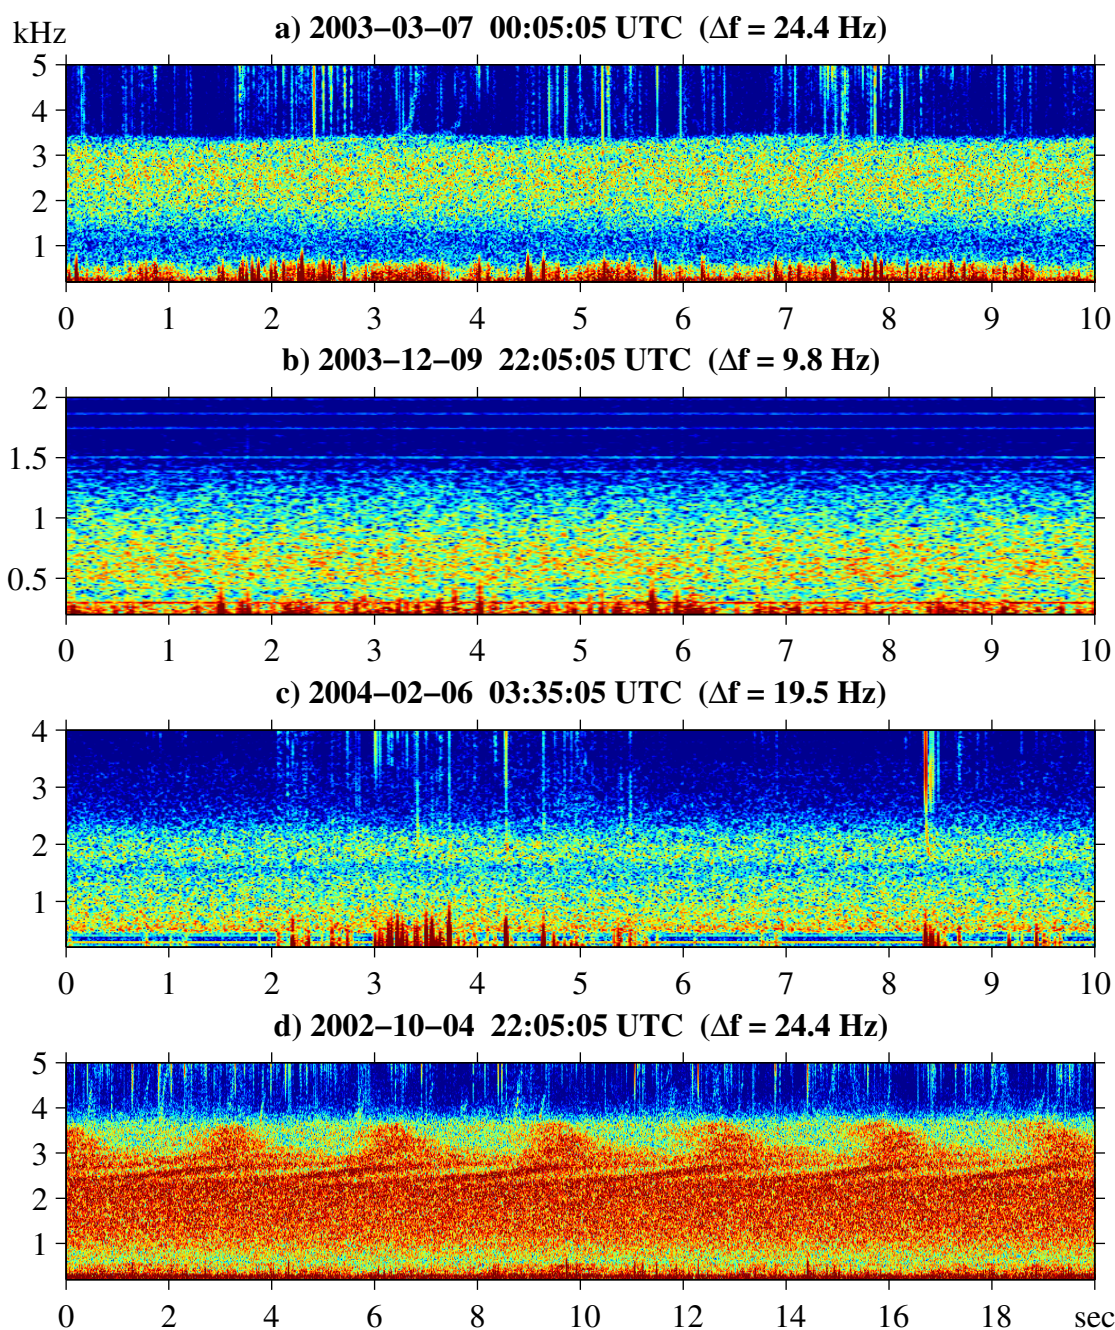 kHz
a) 2003−03−07 00:05:05 UTC (Δf = 24.4 Hz)
5
4
3
2
1
0 1 2 3 4 5 6 7 8 9 10
b) 2003−12−09 22:05:05 UTC (Δf = 9.8 Hz)
2
1.5
1
0.5
0 1 2 3 4 5 6 7 8 9 10
c) 2004−02−06 03:35:05 UTC (Δf = 19.5 Hz)
4
3
2
1
0 1 2 3 4 5 6 7 8 9 10
d) 2002−10−04 22:05:05 UTC (Δf = 24.4 Hz)
5
4
3
2
1
0 2 4 6 8 10 12 14 16 18 sec